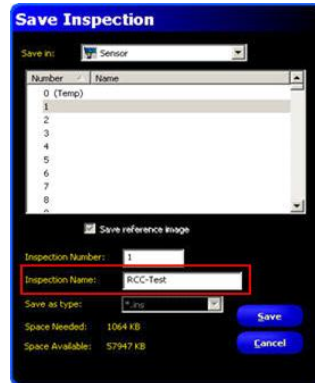 Save Inspection
Save in: Sensor
Number Name
0 (Temp)
1
2
3
4
5
6
7
8
Save reference image
Inspection Number: 1
Inspection Name: RCC-Test
Save as type: *.ins
Space Needed: 1064 KB
Space Available: 57947 KB
Save
Cancel